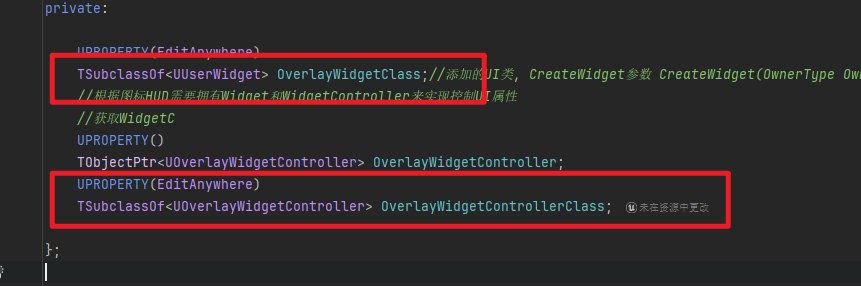 private:
UPROPERTY(EditAnywhere)
TSubclassOf<UUserWidget> OverlayWidgetClass;//添加的UI类, CreateWidget参数 CreateWidget(OwnerType Ow
//根据图标HUD需要拥有Widget和WidgetController来实现控制UI属性
//获取WidgetC
UPROPERTY()
TObjectPtr<UOverlayWidgetController> OverlayWidgetController;
UPROPERTY(EditAnywhere)
TSubclassOf<UOverlayWidgetController> OverlayWidgetControllerClass; 未在资源中更改
};